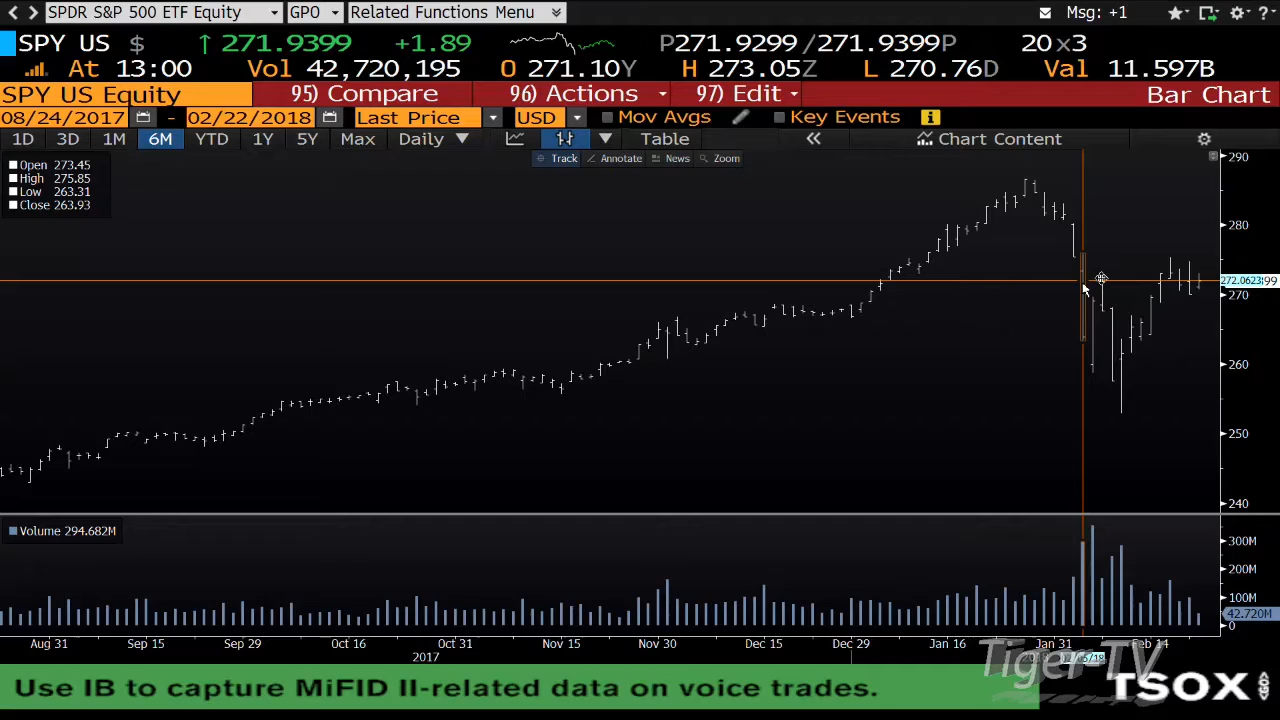 SPDR S&P 500 ETF Equity GPO Related Functions Menu Msg: +1
SPY US $ ↑ 271.9399 +1.89 P271.9299 /271.9399P 20x3
At 13:00 Vol 42,720,195 O 271.10Y H 273.05Z L 270.76D Val 11.597B
SPY US Equity 95) Compare 96) Actions 97) Edit Bar Chart
08/24/2017 - 02/22/2018 Last Price USD Mov Avgs Key Events
1D 3D 1M 6M YTD 1Y 5Y Max Daily ▼ Table « Chart Content
Track Annotate News Zoom
Open 273.45
High 275.85
Low 263.31
Close 263.93
290
280
272.0623
270
260
250
240
Volume 294.682M
300M
200M
100M
42.720M
0
Aug 31 Sep 15 Sep 29 Oct 16 Oct 31 Nov 15 Nov 30 Dec 15 Dec 29 Jan 16 Jan 31 Feb 14
2017
Tiger-TV
Use IB to capture MiFID II-related data on voice trades.
TSOX
GO